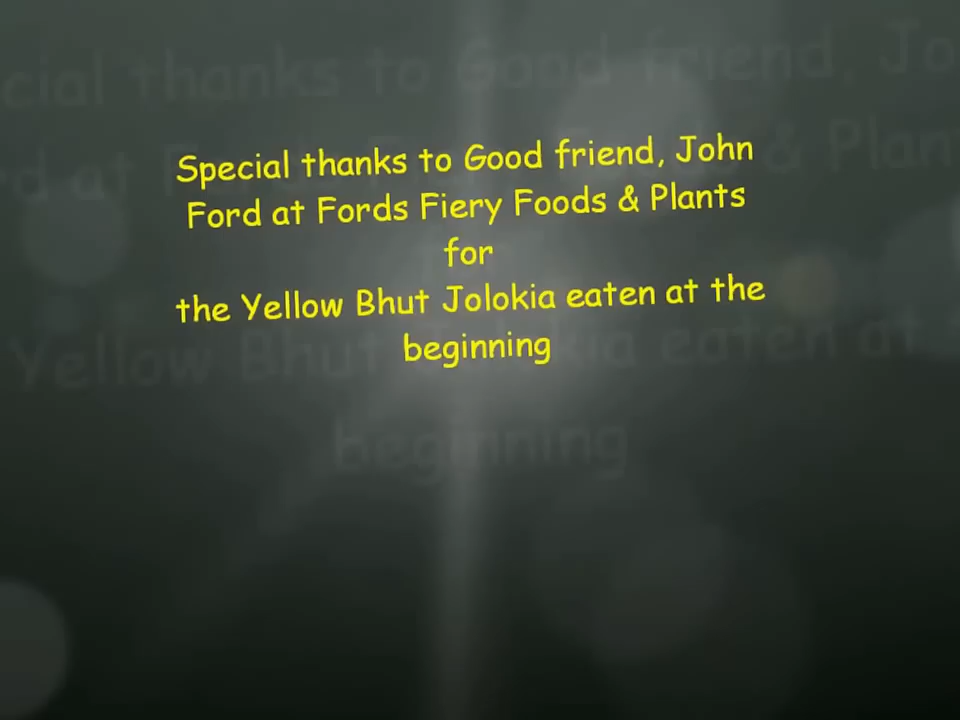 Special thanks to Good friend, John
Ford at Fords Fiery Foods & Plants
for
the Yellow Bhut Jolokia eaten at the
beginning